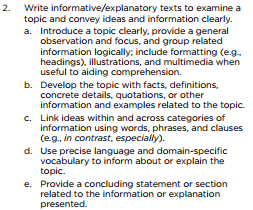 2. Write informative/explanatory texts to examine a
topic and convey ideas and information clearly.
a. Introduce a topic clearly, provide a general
observation and focus, and group related
information logically; include formatting (e.g.,
headings), illustrations, and multimedia when
useful to aiding comprehension.
b. Develop the topic with facts, definitions,
concrete details, quotations, or other
information and examples related to the topic.
c. Link ideas within and across categories of
information using words, phrases, and clauses
(e.g., in contrast, especially).
d. Use precise language and domain-specific
vocabulary to inform about or explain the
topic.
e. Provide a concluding statement or section
related to the information or explanation
presented.